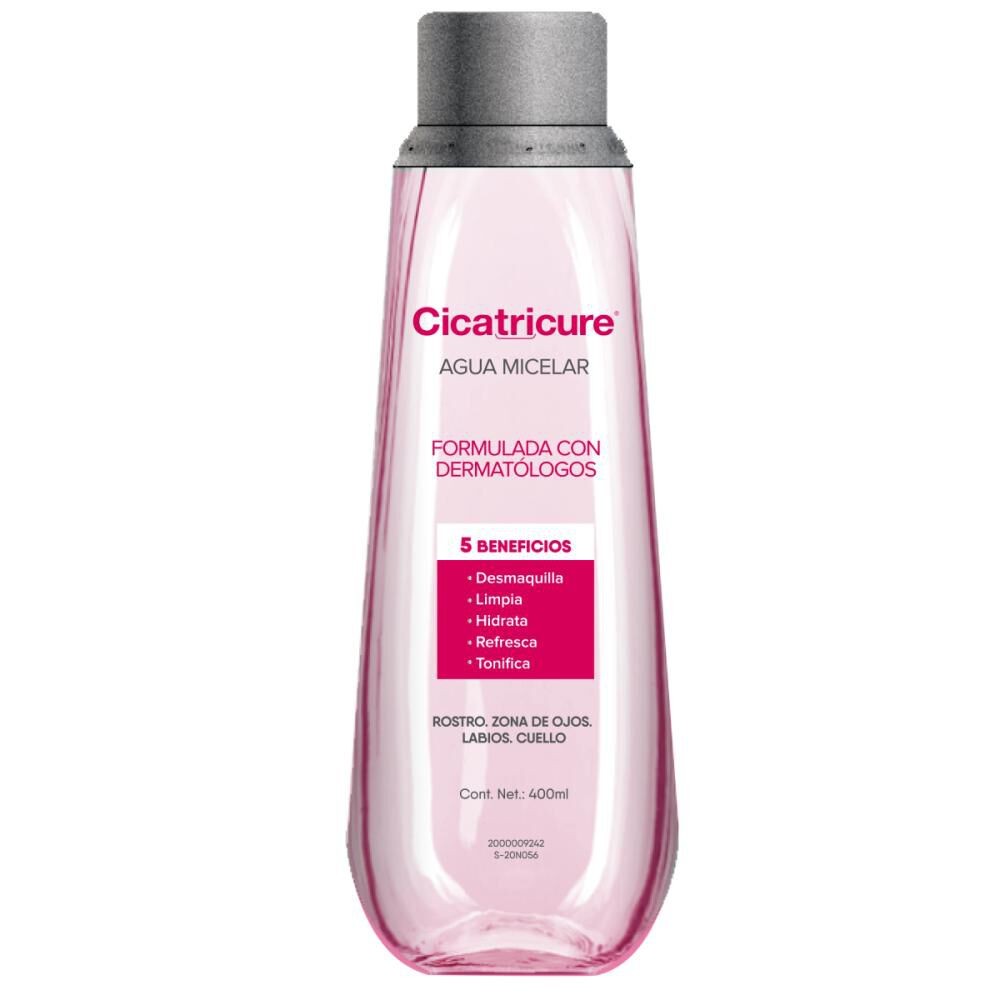 Cicatricure®
AGUA MICELAR
FORMULADA CON
DERMATÓLOGOS
5 BENEFICIOS
• Desmaquilla
• Limpia
• Hidrata
• Refresca
• Tonifica
ROSTRO. ZONA DE OJOS.
LABIOS. CUELLO
Cont. Net.: 400ml
2000009242
S-20N056